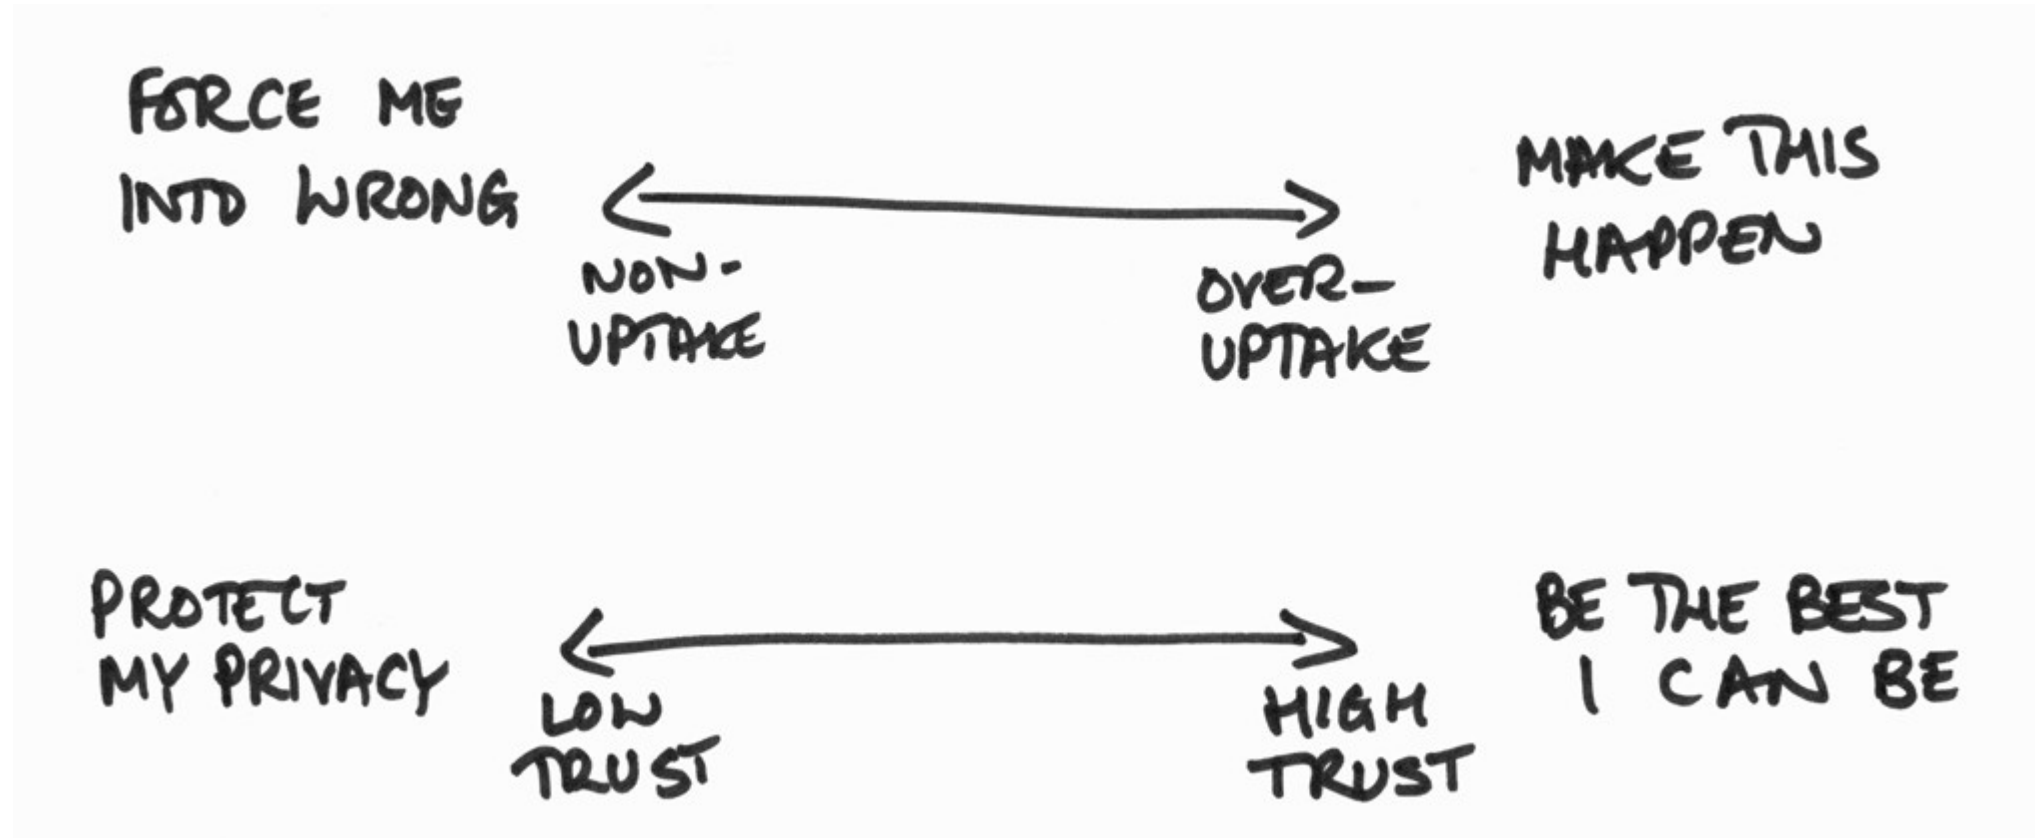 FORCE ME
INTO WRONG
NON-
UPTAKE
OVER-
UPTAKE
MAKE THIS
HAPPEN
PROTECT
MY PRIVACY
LOW
TRUST
HIGH
TRUST
BE THE BEST
I CAN BE